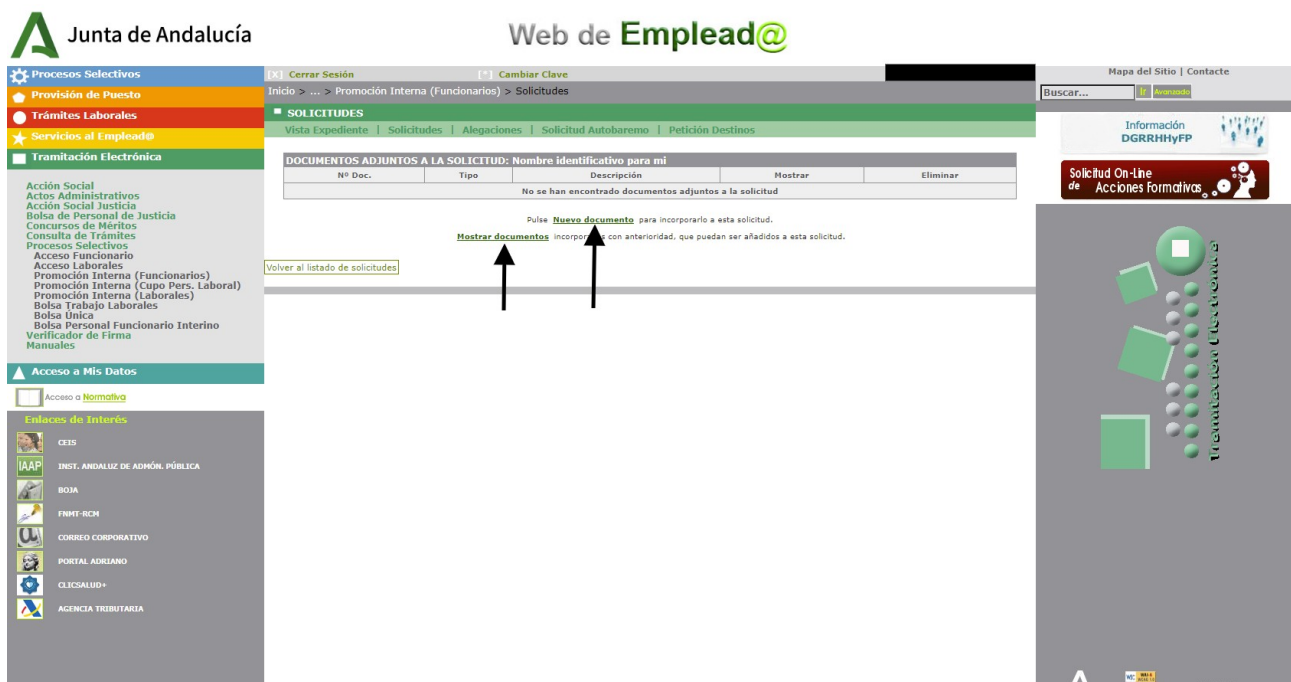 Junta de Andalucía
Web de Emplead@
Procesos Selectivos
Provisión de Puesto
Trámites Laborales
Servicios al Emplead@
Tramitación Electrónica
Acción Social
Actos Administrativos
Acción Social Justicia
Bolsa de Personal de Justicia
Concursos de Méritos
Consulta de Trámites
Procesos Selectivos
Acceso Funcionario
Acceso Laborales
Promoción Interna (Funcionarios)
Promoción Interna (Cupo Pers. Laboral)
Promoción Interna (Laborales)
Bolsa Trabajo Laborales
Bolsa Única
Bolsa Personal Funcionario Interino
Verificador de Firma
Manuales
Acceso a Mis Datos
Acceso a Normativa
Enlaces de Interés
CEIS
IAAP INST. ANDALUZ DE ADMÓN. PÚBLICA
BOJA
FNMT-RCM
CORREO CORPORATIVO
PORTAL ADRIANO
CLICSALUD+
AGENCIA TRIBUTARIA
[X] Cerrar Sesión [*] Cambiar Clave
Inicio > ... > Promoción Interna (Funcionarios) > Solicitudes
SOLICITUDES
Vista Expediente | Solicitudes | Alegaciones | Solicitud Autobaremo | Petición Destinos
DOCUMENTOS ADJUNTOS A LA SOLICITUD: Nombre identificativo para mi
Nº Doc. Tipo Descripción Mostrar Eliminar
No se han encontrado documentos adjuntos a la solicitud
Pulse Nuevo documento para incorporarlo a esta solicitud.
Mostrar documentos con anterioridad, que puedan ser añadidos a esta solicitud.
Volver al listado de solicitudes
Mapa del Sitio | Contacte
Buscar... Ir Avanzado
Información
DGRRHHyFP
Solicitud On-Line
de Acciones Formativas
Tramitación Electrónica